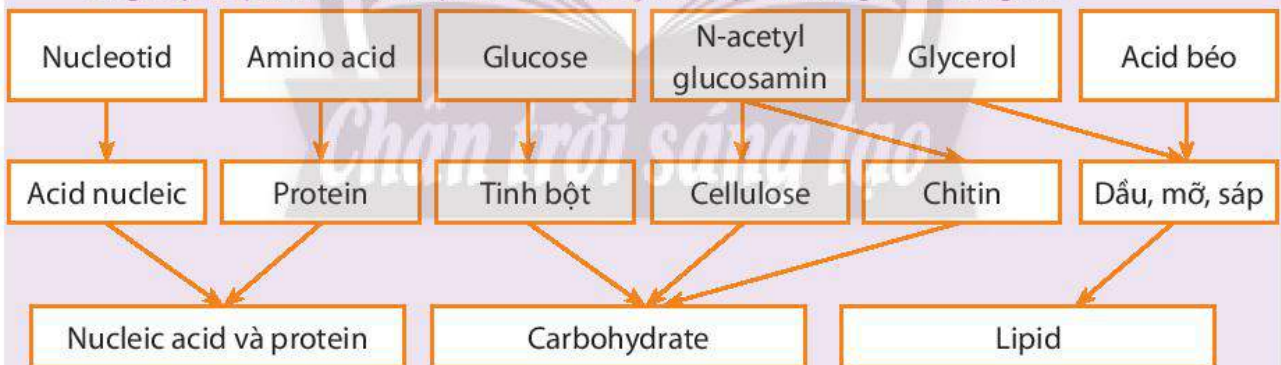 Nucleotid
Amino acid
Glucose
N-acetyl
glucosamin
Glycerol
Acid béo
Chân trời sáng tạo
Acid nucleic
Protein
Tinh bột
Cellulose
Chitin
Dầu, mỡ, sáp
Nucleic acid và protein
Carbohydrate
Lipid